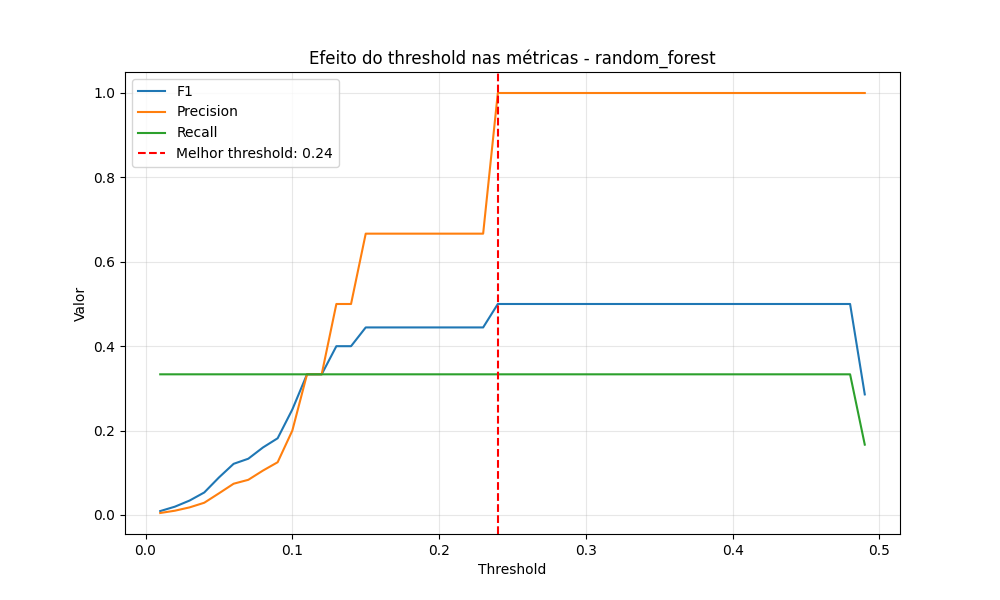 Efeito do threshold nas métricas - random_forest
F1
Precision
Recall
Melhor threshold: 0.24
1.0
0.8
0.6
0.4
0.2
0.0
Valor
0.0 0.1 0.2 0.3 0.4 0.5
Threshold